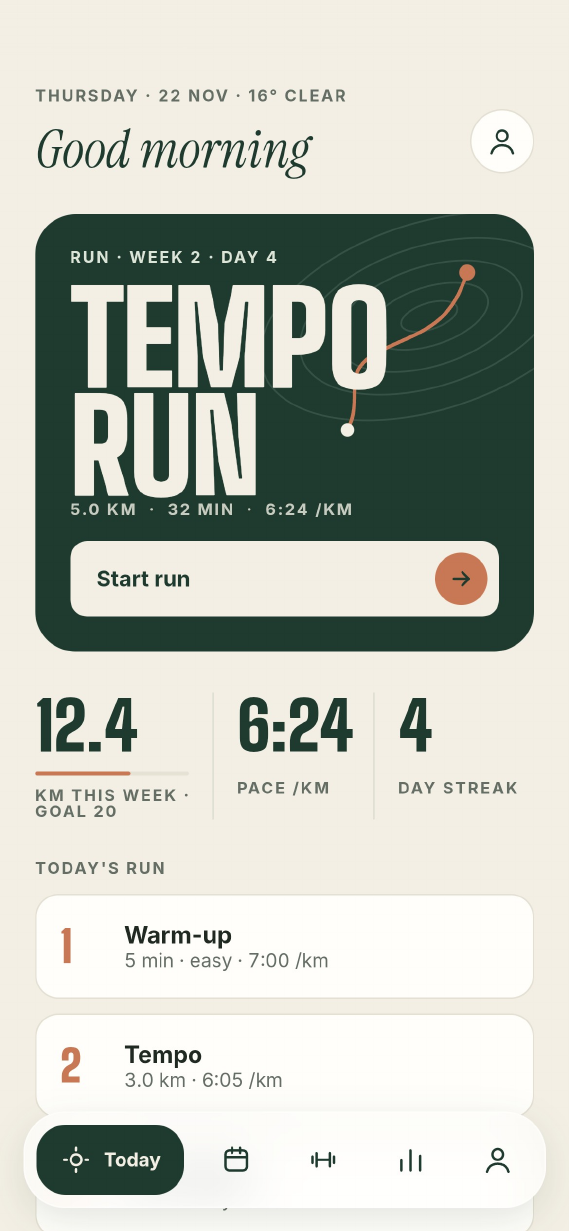 THURSDAY · 22 NOV · 16° CLEAR
Good morning
RUN · WEEK 2 · DAY 4
TEMPO
RUN
5.0 KM · 32 MIN · 6:24 /KM
Start run
12.4
KM THIS WEEK ·
GOAL 20
6:24
PACE /KM
4
DAY STREAK
TODAY'S RUN
1
Warm-up
5 min · easy · 7:00 /km
2
Tempo
3.0 km · 6:05 /km
Today